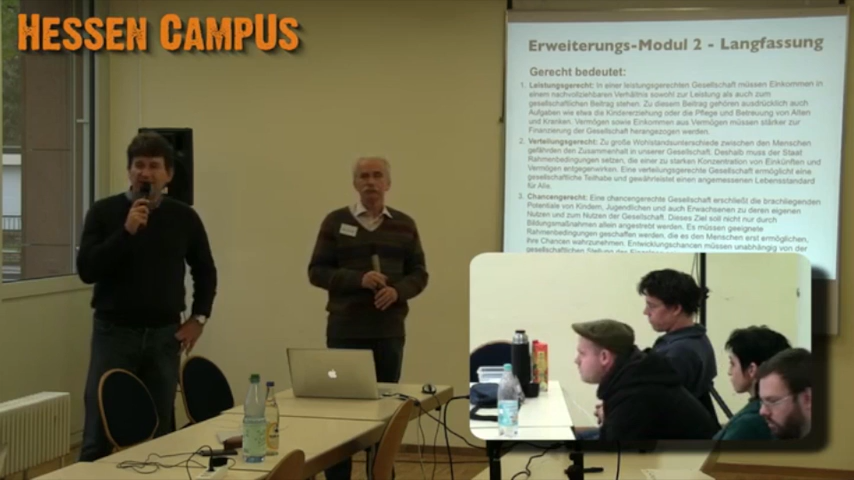 HESSEN CAMPUS
Erweiterungs-Modul 2 - Langfassung
Gerecht bedeutet:
1. Leistungsgerecht: In einer leistungsgerechten Gesellschaft müssen Einkommen in
einem nachvollziehbaren Verhältnis sowohl zur Leistung als auch zum
gesellschaftlichen Beitrag stehen. Zu diesem Beitrag gehören ausdrücklich auch
Aufgaben wie etwa die Kindererziehung oder die Pflege und Betreuung von Alten
und Kranken. Vermögen sowie Einkommen aus Vermögen müssen stärker zur
Finanzierung der Gesellschaft herangezogen werden.
2. Verteilungsgerecht: Zu große Wohlstandsunterschiede zwischen den Menschen
gefährden den Zusammenhalt in unserer Gesellschaft. Deshalb muss der Staat
Rahmenbedingungen setzen, die einer zu starken Konzentration von Einkünften und
Vermögen entgegenwirken. Eine verteilungsgerechte Gesellschaft ermöglicht eine
gesellschaftliche Teilhabe und gewährleistet einen angemessenen Lebensstandard
für Alle.
3. Chancengerecht: Eine chancengerechte Gesellschaft erschließt die brachliegenden
Potentiale von Kindern, Jugendlichen und auch Erwachsenen zu deren eigenen
Nutzen und zum Nutzen der Gesellschaft. Dieses Ziel soll nicht nur durch
Bildungsmaßnahmen allein angestrebt werden. Es müssen geeignete
Rahmenbedingungen geschaffen werden, die es den Menschen erst ermöglichen,
ihre Chancen wahrzunehmen. Entwicklungschancen müssen unabhängig von der